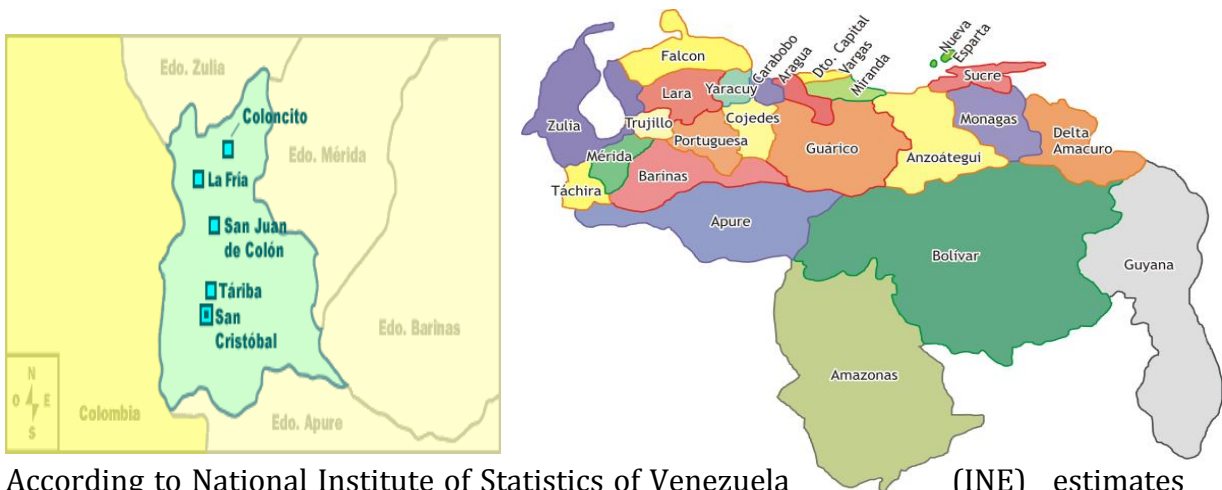 Edo. Zulia
Coloncito
Edo. Mérida
La Fría
San Juan
de Colón
Táriba
San
Cristóbal
Edo. Barinas
N
O E
S
Colombia
Edo. Apure
Nueva
Esparta
Dto. Capital
Vargas
Carabobo
Aragua
Miranda
Falcon
Sucre
Lara
Yaracuy
Zulia
Trujillo
Cojedes
Monagas
Delta
Amacuro
Portuguesa
Guárico
Anzoátegui
Mérida
Barinas
Táchira
Apure
Bolívar
Guyana
Amazonas
According to National Institute of Statistics of Venezuela (INE) estimates